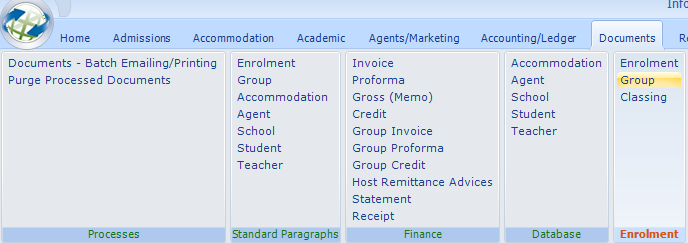 Info
Home Admissions Accommodation Academic Agents/Marketing Accounting/Ledger Documents Re
Documents - Batch Emailing/Printing
Purge Processed Documents
Processes
Enrolment
Group
Accommodation
Agent
School
Student
Teacher
Standard Paragraphs
Invoice
Proforma
Gross (Memo)
Credit
Group Invoice
Group Proforma
Group Credit
Host Remittance Advices
Statement
Receipt
Finance
Accommodation
Agent
School
Student
Teacher
Database
Enrolment
Group
Classing
Enrolment